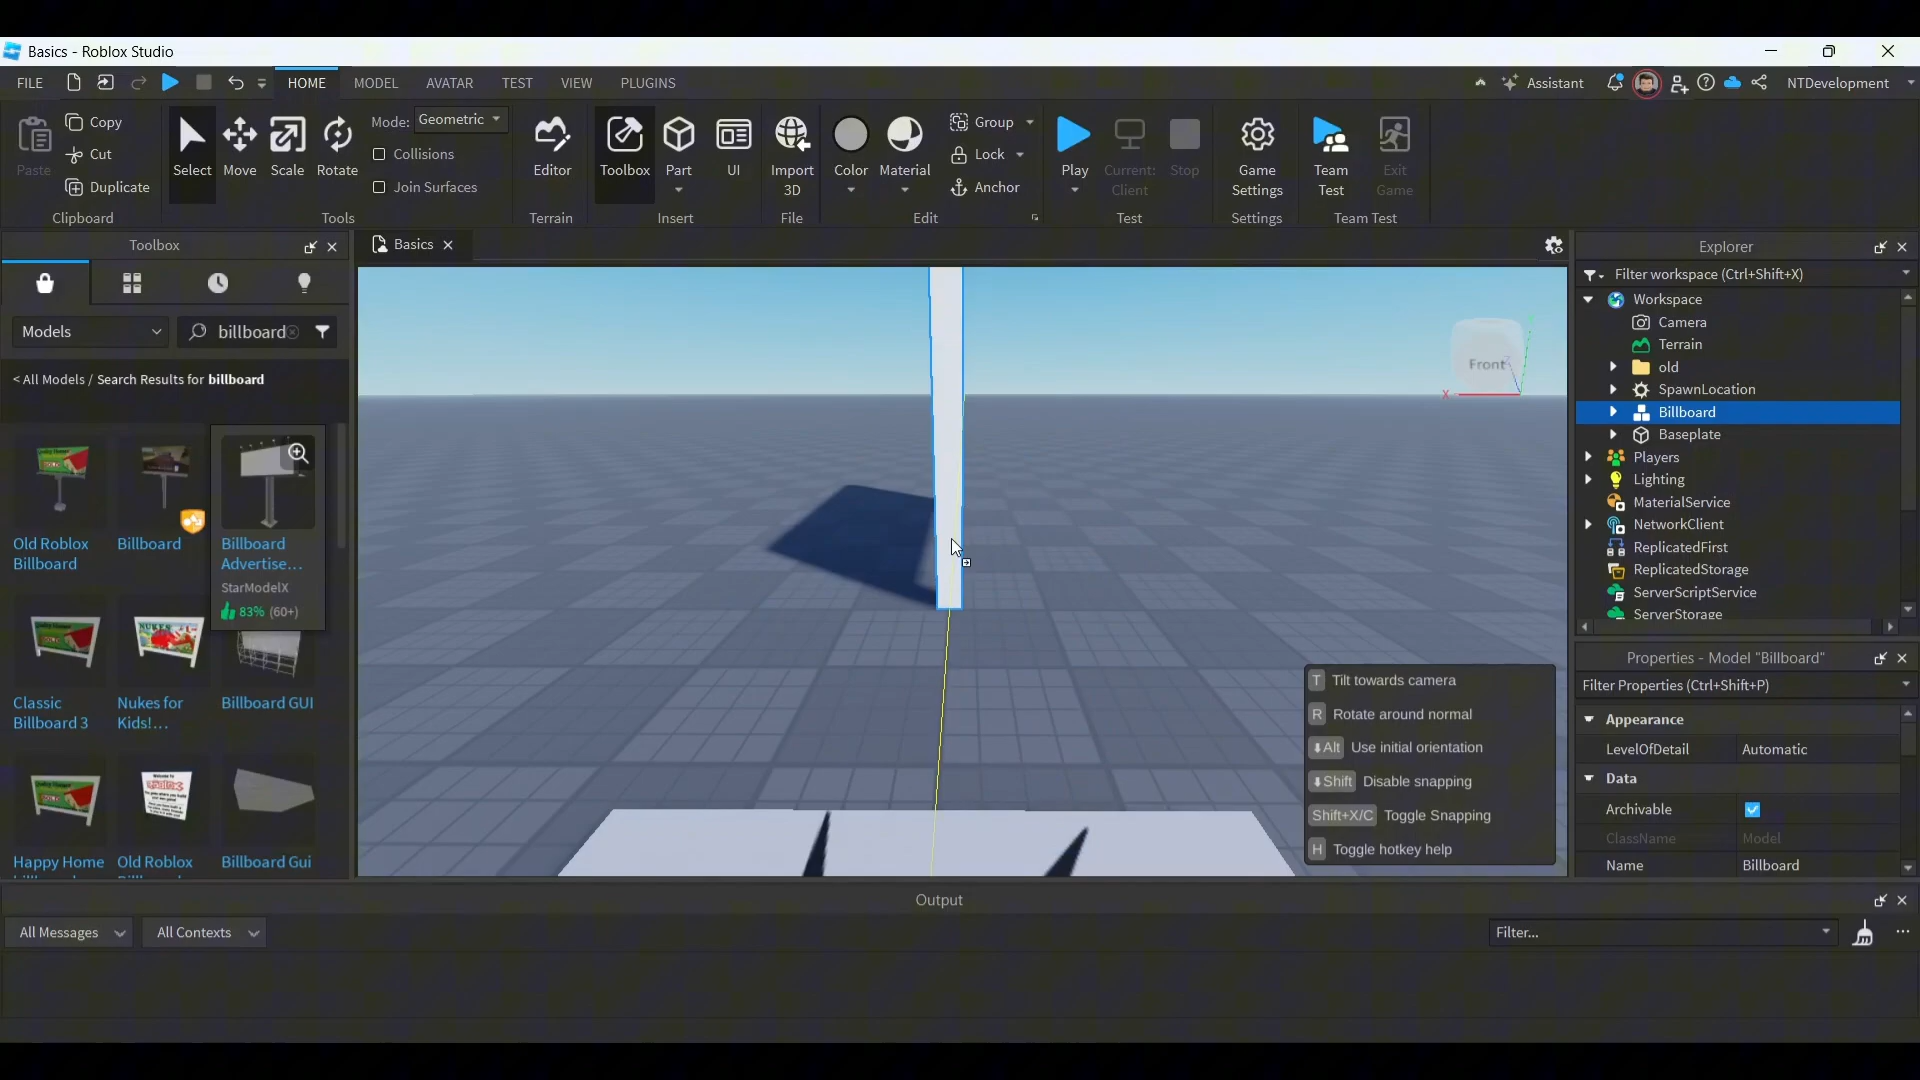 Basics - Roblox Studio
FILE
HOME
MODEL
AVATAR
TEST
VIEW
PLUGINS
Assistant
NTDevelopment
Paste
Copy
Cut
Duplicate
Clipboard
Select
Move
Scale
Rotate
Mode: Geometric
Collisions
Join Surfaces
Tools
Editor
Terrain
Toolbox
Part
UI
Insert
Import 3D
File
Color
Material
Group
Lock
Anchor
Edit
Play
Current: Client
Stop
Test
Game Settings
Settings
Team Test
Exit Game
Team Test
Toolbox
Models
billboard
< All Models / Search Results for billboard
Old Roblox Billboard
Billboard
Billboard Advertise...
StarModelX
83% (60+)
Classic Billboard 3
Nukes for Kids!...
Billboard GUI
Happy Home
Old Roblox
Billboard Gui
Basics
Front
X
T Tilt towards camera
R Rotate around normal
Alt Use initial orientation
Shift Disable snapping
Shift+X/C Toggle Snapping
H Toggle hotkey help
Explorer
Filter workspace (Ctrl+Shift+X)
Workspace
Camera
Terrain
old
SpawnLocation
Billboard
Baseplate
Players
Lighting
MaterialService
NetworkClient
ReplicatedFirst
ReplicatedStorage
ServerScriptService
ServerStorage
Properties - Model "Billboard"
Filter Properties (Ctrl+Shift+P)
Appearance
LevelOfDetail Automatic
Data
Archivable
ClassName Model
Name Billboard
Output
All Messages
All Contexts
Filter...